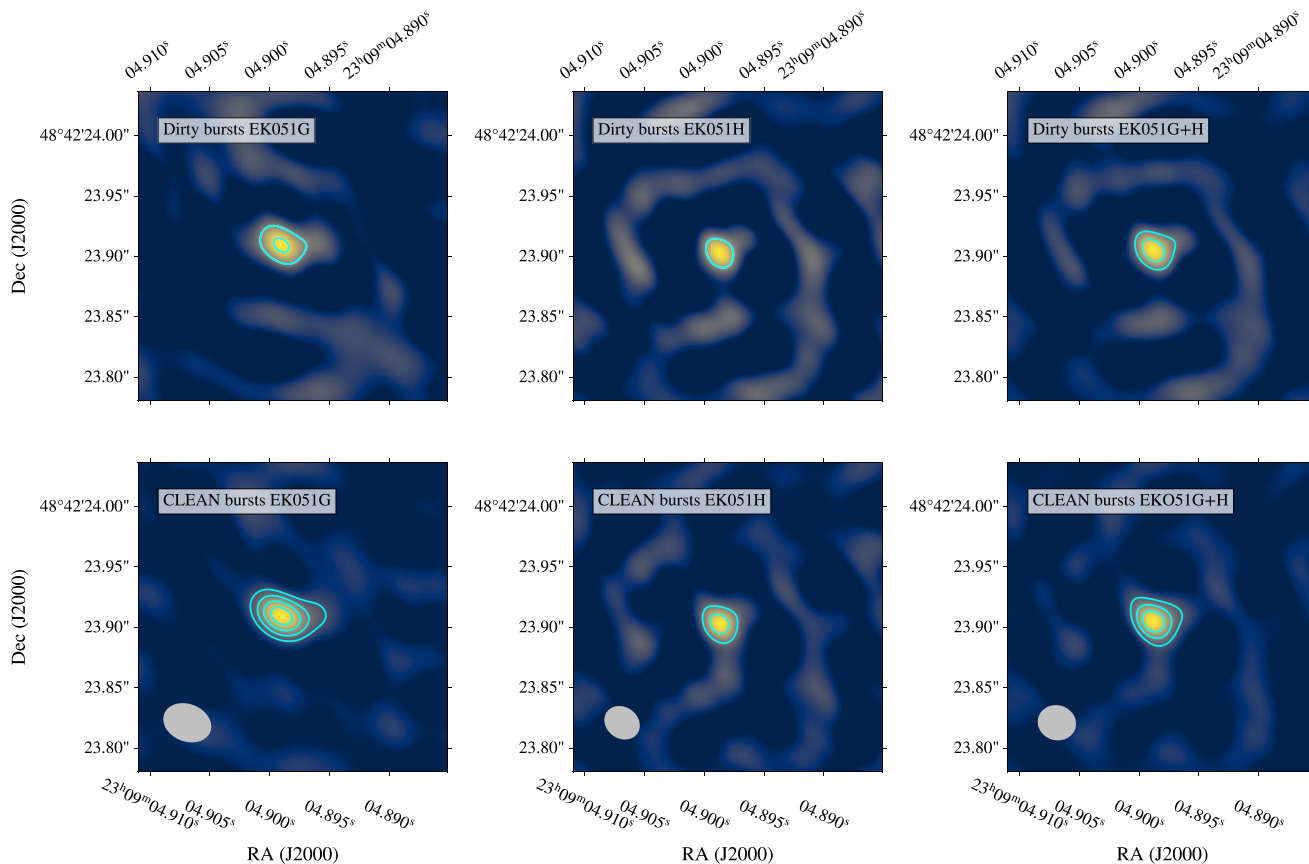 04.910ˢ 04.905ˢ 04.900ˢ 04.895ˢ 23ʰ09ᵐ04.890ˢ
04.910ˢ 04.905ˢ 04.900ˢ 04.895ˢ 23ʰ09ᵐ04.890ˢ
04.910ˢ 04.905ˢ 04.900ˢ 04.895ˢ 23ʰ09ᵐ04.890ˢ
Dec (J2000)
48°42'24.00"
23.95"
23.90"
23.85"
23.80"
Dirty bursts EK051G
Dirty bursts EK051H
Dirty bursts EK051G+H
Dec (J2000)
48°42'24.00"
23.95"
23.90"
23.85"
23.80"
CLEAN bursts EK051G
48°42'24.00"
23.95"
23.90"
23.85"
23.80"
CLEAN bursts EK051H
48°42'24.00"
23.95"
23.90"
23.85"
23.80"
CLEAN bursts EKO51G+H
48°42'24.00"
23.95"
23.90"
23.85"
23.80"
48°42'24.00"
23.95"
23.90"
23.85"
23.80"
23ʰ09ᵐ04.910ˢ 04.905ˢ 04.900ˢ 04.895ˢ 04.890ˢ
23ʰ09ᵐ04.910ˢ 04.905ˢ 04.900ˢ 04.895ˢ 04.890ˢ
23ʰ09ᵐ04.910ˢ 04.905ˢ 04.900ˢ 04.895ˢ 04.890ˢ
RA (J2000)
RA (J2000)
RA (J2000)